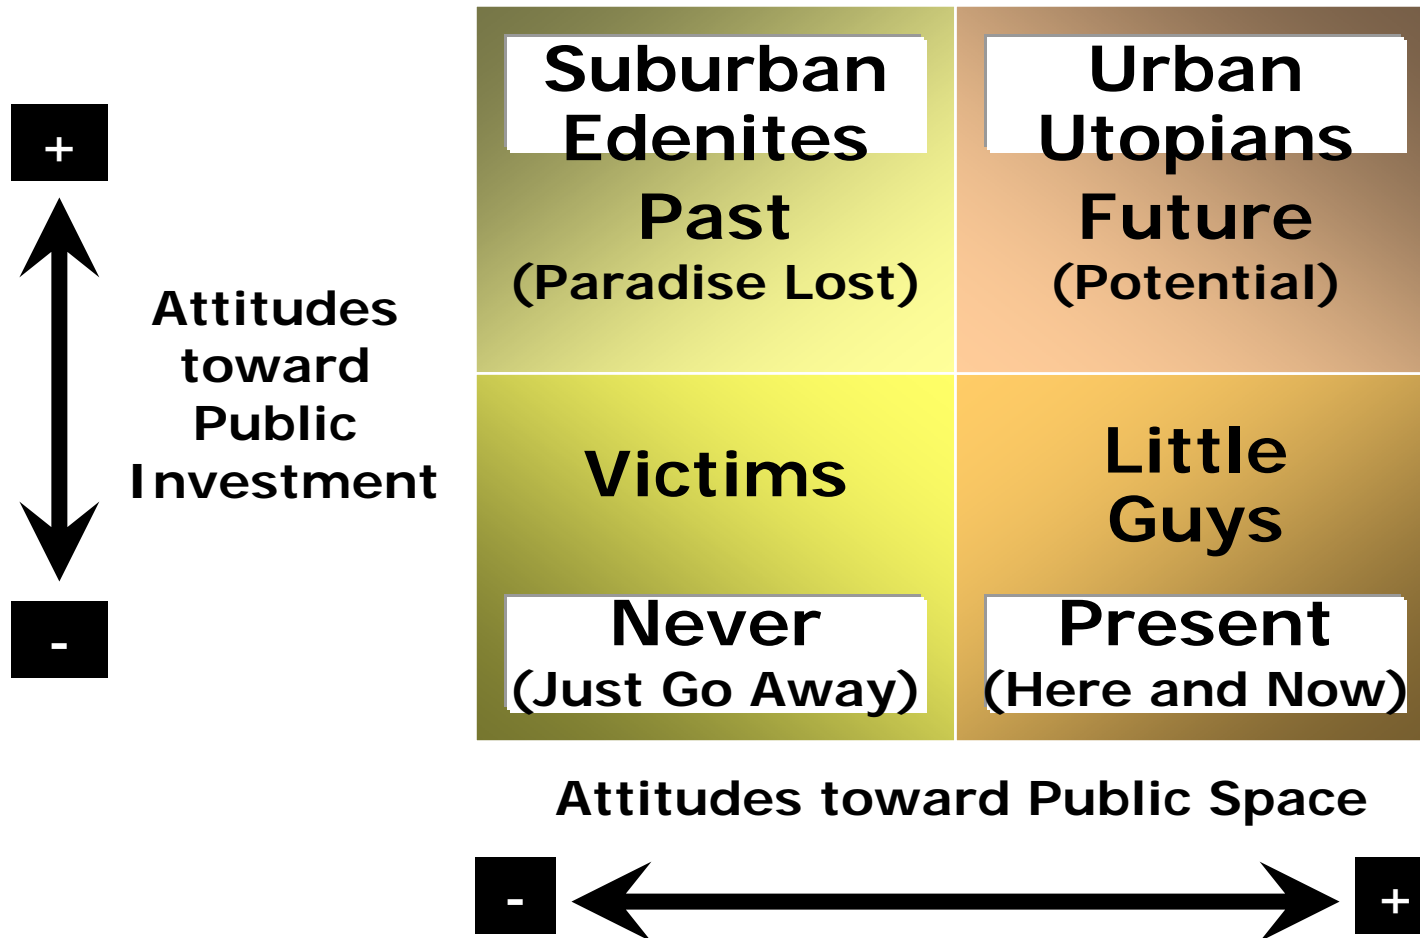 +
Attitudes
toward
Public
Investment
-
Suburban
Edenites
Past
(Paradise Lost)
Urban
Utopians
Future
(Potential)
Victims
Never
(Just Go Away)
Little
Guys
Present
(Here and Now)
Attitudes toward Public Space
-
+